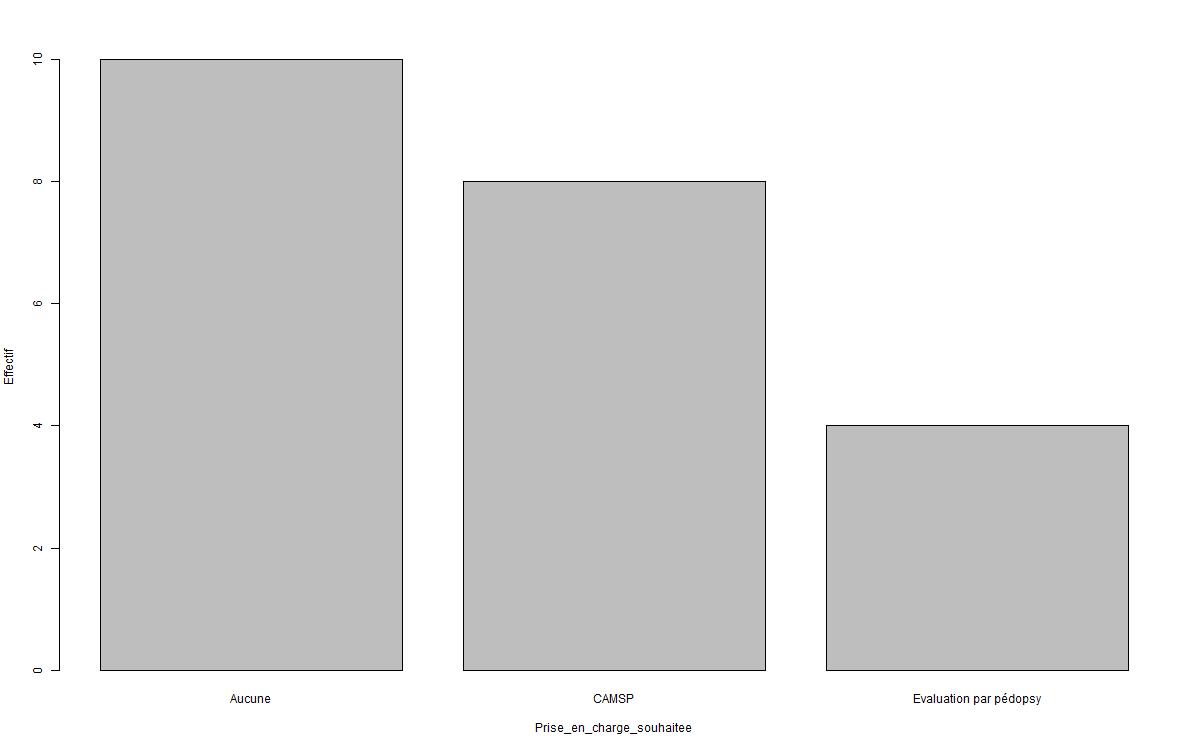 10
8
6
4
2
0
Effectif
Aucune
CAMSP
Evaluation par pédopsy
Prise_en_charge_souhaitee